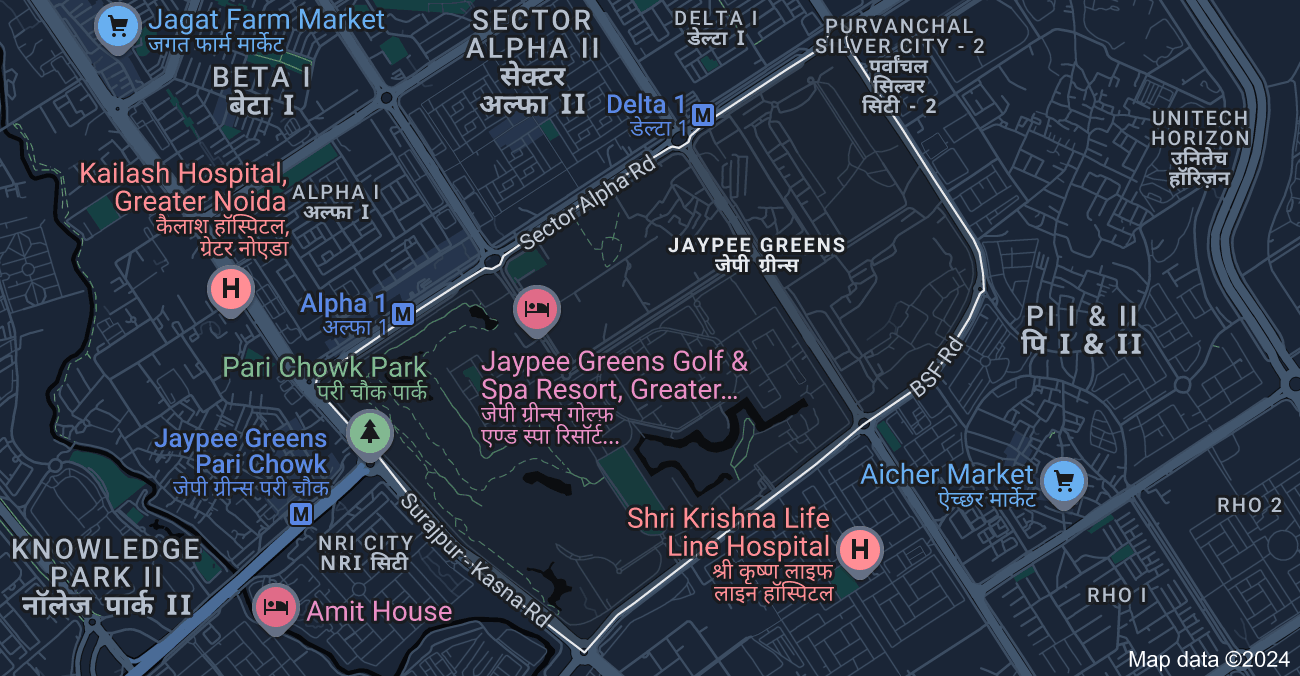 Jagat Farm Market
जगत फार्म मार्केट
SECTOR
ALPHA II
सेक्टर
अल्फा II
DELTA I
डेल्टा I
PURVANCHAL
SILVER CITY - 2
पर्वांचल
सिल्वर
सिटी - 2
BETA I
बेटा I
Delta 1
डेल्टा 1
M
UNITECH
HORIZON
उनितेच
हॉरिज़न
Kailash Hospital,
Greater Noida
कैलाश हॉस्पिटल,
ग्रेटर नोएडा
H
ALPHA I
अल्फा I
Sector Alpha Rd
JAYPEE GREENS
जेपी ग्रीन्स
Alpha 1
अल्फा 1
M
PI I & II
पि I & II
Pari Chowk Park
परी चौक पार्क
Jaypee Greens Golf &
Spa Resort, Greater...
जेपी ग्रीन्स गोल्फ़
एण्ड स्पा रिसॉर्ट...
BSF Rd
Jaypee Greens
Pari Chowk
जेपी ग्रीन्स परी चौक
M
Aicher Market
ऐच्छर मार्केट
RHO 2
Surajpur - Kasna Rd
Shri Krishna Life
Line Hospital
श्री कृष्ण लाइफ
लाइन हॉस्पिटल
H
KNOWLEDGE
PARK II
नॉलेज पार्क II
NRI CITY
NRI सिटी
Amit House
RHO I
Map data ©2024